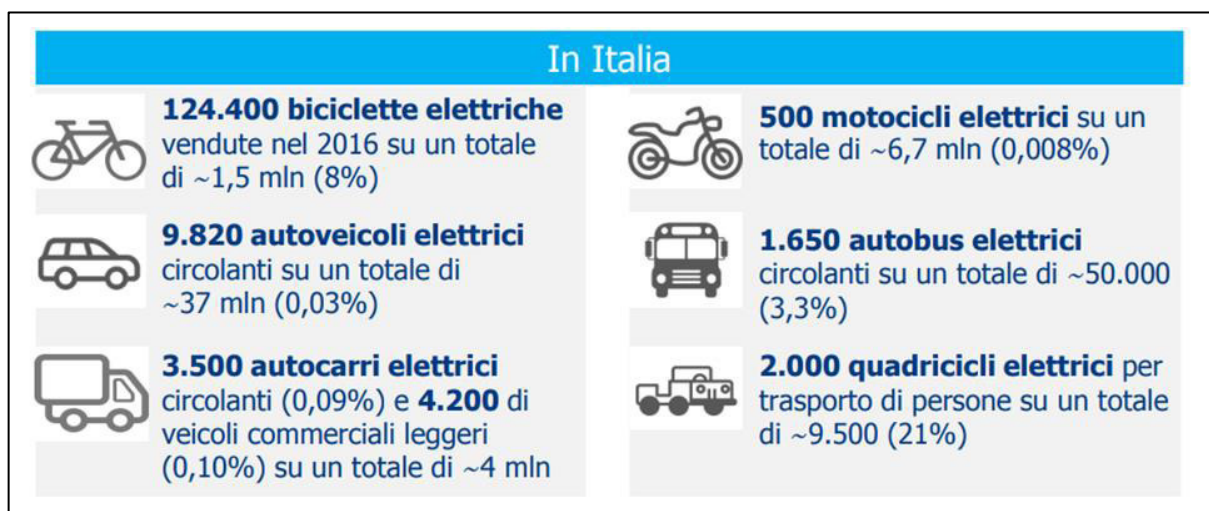 In Italia
124.400 biciclette elettriche
vendute nel 2016 su un totale
di ~1,5 mln (8%)
9.820 autoveicoli elettrici
circolanti su un totale di
~37 mln (0,03%)
3.500 autocarri elettrici
circolanti (0,09%) e 4.200 di
veicoli commerciali leggeri
(0,10%) su un totale di ~4 mln
500 motocicli elettrici su un
totale di ~6,7 mln (0,008%)
1.650 autobus elettrici
circolanti su un totale di ~50.000
(3,3%)
2.000 quadricicli elettrici per
trasporto di persone su un totale
di ~9.500 (21%)